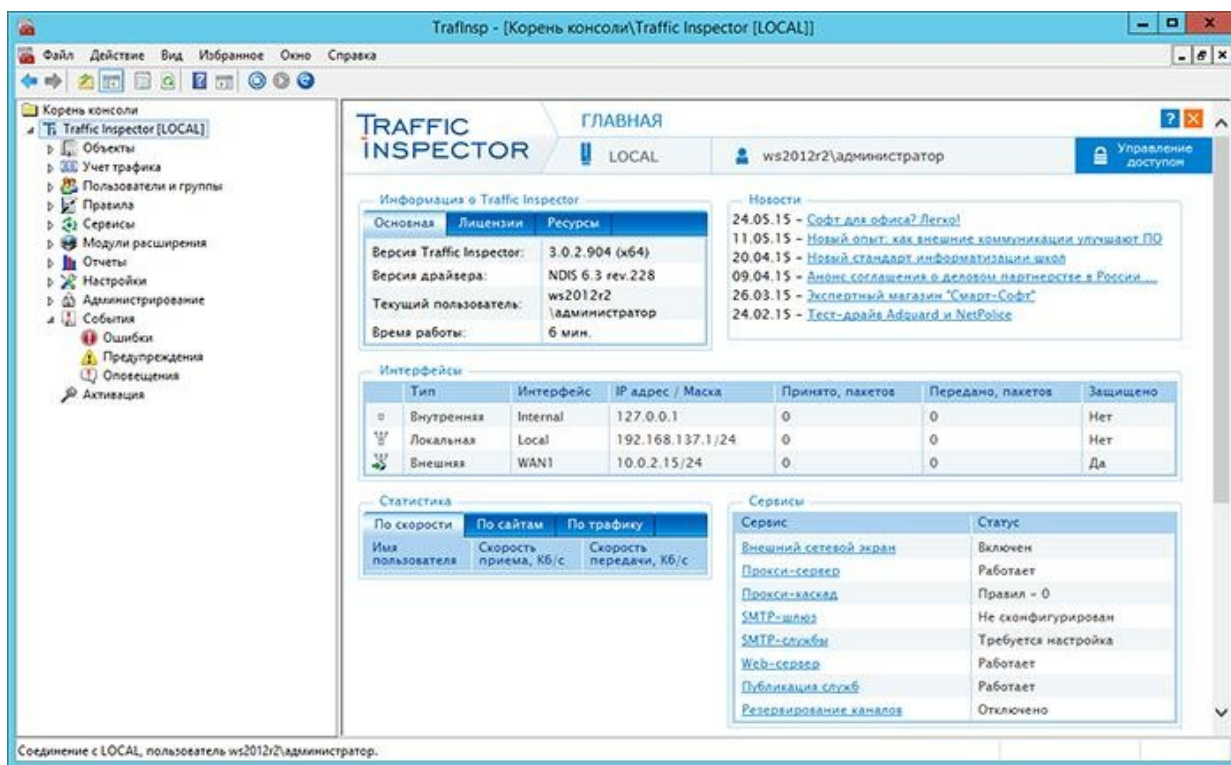 TrafInsp - [Корень консоли\Traffic Inspector [LOCAL]]
Файл Действие Вид Избранное Окно Справка
Корень консоли
Traffic Inspector [LOCAL]
Объекты
Учет трафика
Пользователи и группы
Правила
Сервисы
Модули расширения
Отчеты
Настройки
Администрирование
События
Ошибки
Предупреждения
Оповещения
Активация
TRAFFIC INSPECTOR
ГЛАВНАЯ
LOCAL
ws2012r2\администратор
Управление доступом
Информация о Traffic Inspector
Основная Лицензии Ресурсы
Версия Traffic Inspector: 3.0.2.904 (x64)
Версия драйвера: NDIS 6.3 rev.228
Текущий пользователь: ws2012r2 \администратор
Время работы: 6 мин.
Новости
24.05.15 - Софт для офиса? Легко!
11.05.15 - Новый опыт: как внешние коммуникации улучшают ПО
20.04.15 - Новый стандарт информатизации школ
09.04.15 - Анонс соглашения о деловом партнерстве в России ...
26.03.15 - Экспертный магазин "Смарт-Софт"
24.02.15 - Тест-драйв Adguard и NetPolice
Интерфейсы
Тип Интерфейс IP адрес / Маска Принято, пакетов Передано, пакетов Защищено
Внутренняя Internal 127.0.0.1 0 0 Нет
Локальная Local 192.168.137.1/24 0 0 Нет
Внешняя WAN1 10.0.2.15/24 0 0 Да
Статистика
По скорости По сайтам По трафику
Имя пользователя Скорость приема, Кб/с Скорость передачи, Кб/с
Сервисы
Сервис Статус
Внешний сетевой экран Включен
Прокси-сервер Работает
Прокси-каскад Правил - 0
SMTP-шлюз Не сконфигурирован
SMTP-службы Требуется настройка
Web-сервер Работает
Публикация служб Работает
Резервирование каналов Отключено
Соединение с LOCAL, пользователь ws2012r2\администратор.